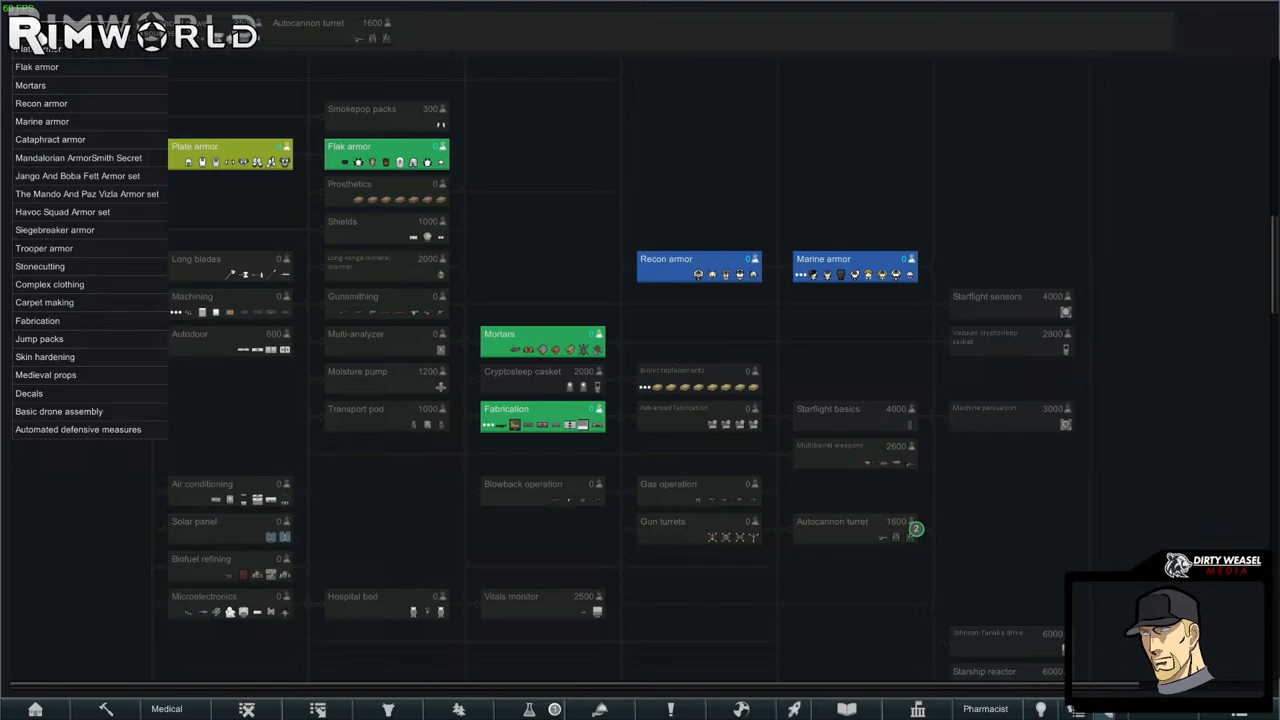 60 FPS
RIMWORLD
Autocannon turret 1600
Flak armor
Mortars
Recon armor
Marine armor
Cataphract armor
Mandalorian ArmorSmith Secret
Jango And Boba Fett Armor set
The Mando And Paz Vizla Armor set
Havoc Squad Armor set
Siegebreaker armor
Trooper armor
Stonecutting
Complex clothing
Carpet making
Fabrication
Jump packs
Skin hardening
Medieval props
Decals
Basic drone assembly
Automated defensive measures
Smokepop packs 300
Plate armor 0
Flak armor 0
Prosthetics 0
Shields 1000
Long blades 0
Long-range mineral scanner 2000
Recon armor 0
Marine armor 0
Machining 0
Gunsmithing 0
Starflight sensors 4000
Autodoor 600
Multi-analyzer 0
Mortars 0
Vacuum cryptosleep casket 2800
Moisture pump 1200
Cryptosleep casket 2000
Bionic replacements 0
Transport pod 1000
Fabrication 0
Advanced fabrication 0
Starflight basics 4000
Machine persuasion 3000
Multibarrel weapons 2600
Air conditioning 0
Blowback operation 0
Gas operation 0
Solar panel 0
Gun turrets 0
Autocannon turret 1600
2
Biofuel refining 0
Microelectronics 0
Hospital bed 0
Vitals monitor 2500
Johnson-Tanaka drive 6000
Starship reactor 6000
DIRTY WEASEL
MEDIA
Medical
Pharmacist